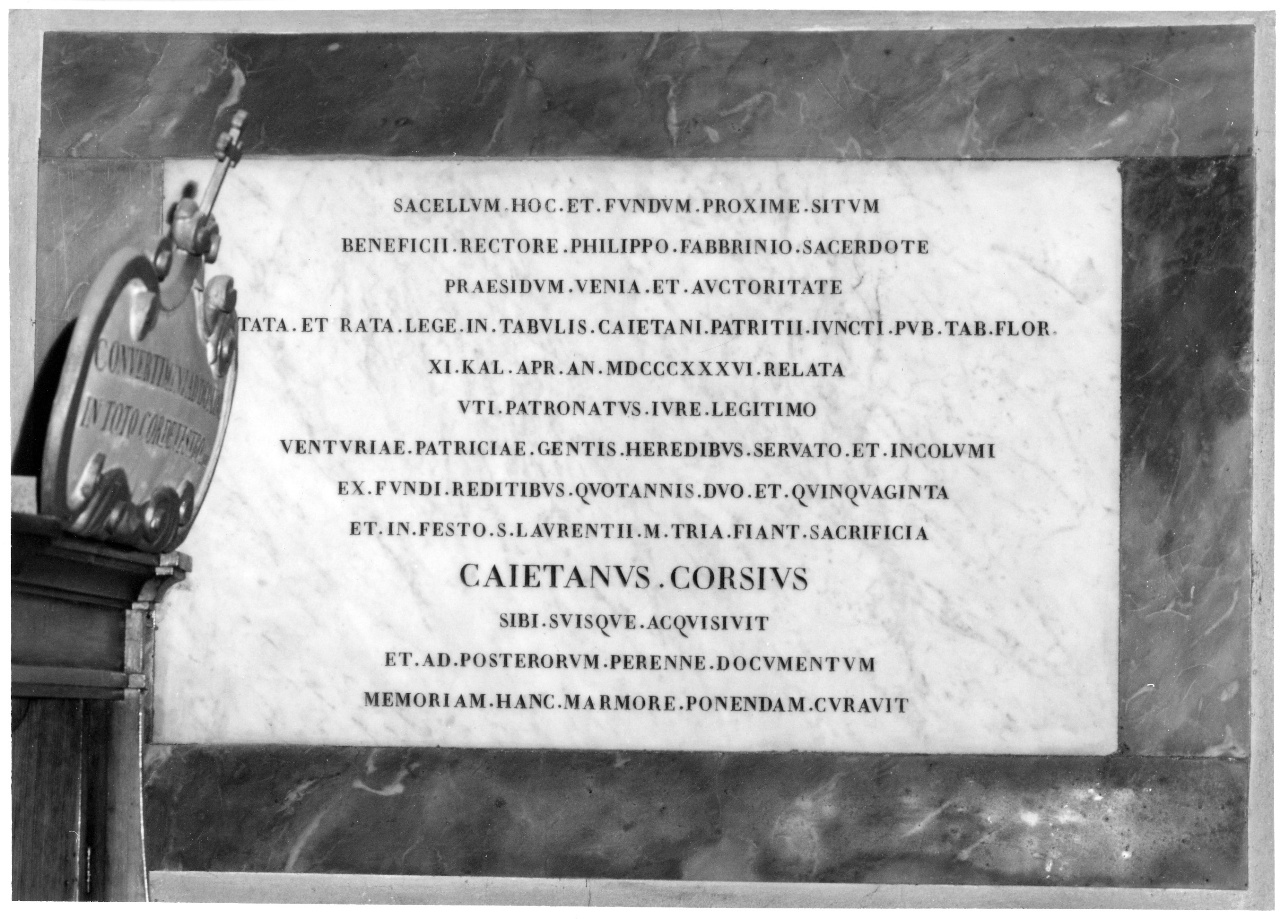 SACELLVM.HOC.ET.FVNDVM.PROXIME.SITVM
BENEFICII.RECTORE.PHILIPPO.FABBRINIO.SACERDOTE
PRAESIDVM.VENIA.ET.AVCTORITATE
TATA.ET RATA.LEGE.IN.TABVLIS.CAIETANI.PATRITII.IVNCTI.PVB.TAB.FLOR.
XI.KAL.APR.AN.MDCCCXXXVI.RELATA
VTI.PATRONATVS.IVRE.LEGITIMO
VENTVRIAE.PATRICIAE.GENTIS.HEREDIBVS.SERVATO.ET.INCOLVMI
EX.FVNDI.REDITIBVS.QVOTANNIS.DVO.ET.QVINQVAGINTA
ET.IN.FESTO.S.LAVRENTII.M.TRIA.FIANT.SACRIFICIA
CAIETANVS.CORSIVS
SIBI.SVISQVE.ACQVISIVIT
ET.AD.POSTERORVM.PERENNE.DOCVMENTVM
MEMORIAM.HANC.MARMORE.PONENDAM.CVRAVIT
IN TOTO CORDE VESTRO